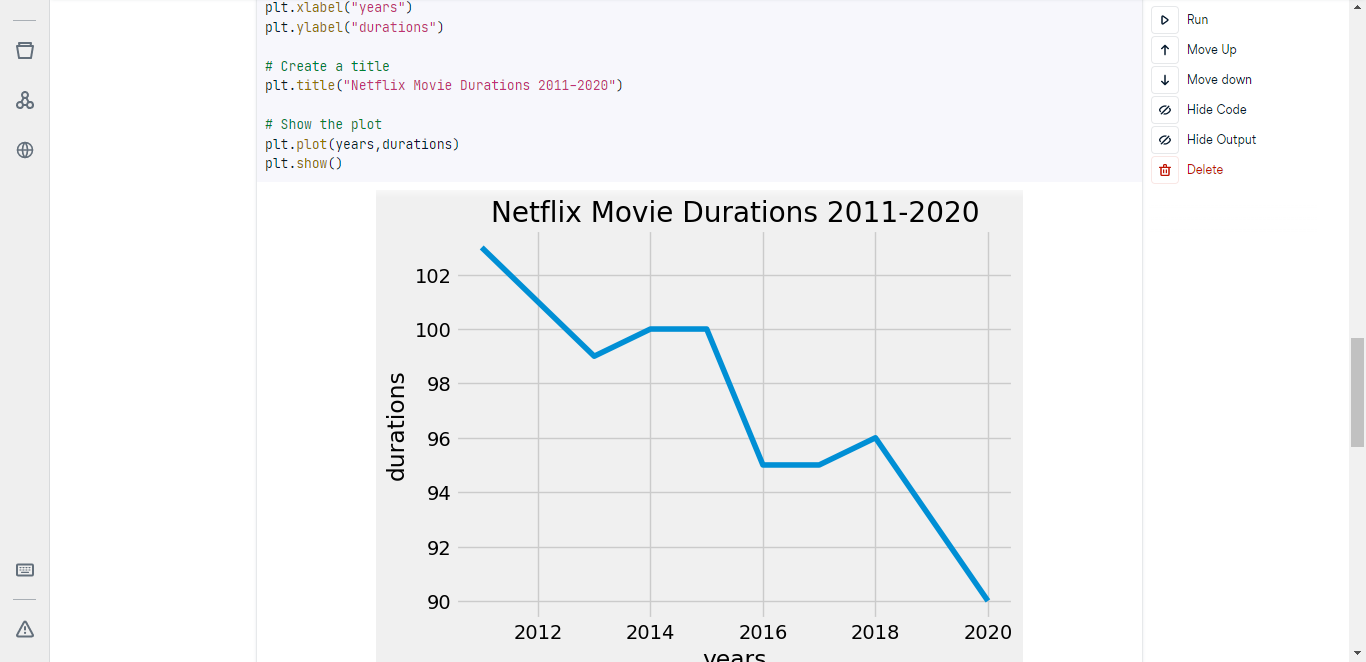 plt.xlabel("years")
plt.ylabel("durations")
# Create a title
plt.title("Netflix Movie Durations 2011-2020")
# Show the plot
plt.plot(years,durations)
plt.show()
Run
Move Up
Move down
Hide Code
Hide Output
Delete
Netflix Movie Durations 2011-2020
102
100
98
96
94
92
90
durations
2012 2014 2016 2018 2020
years